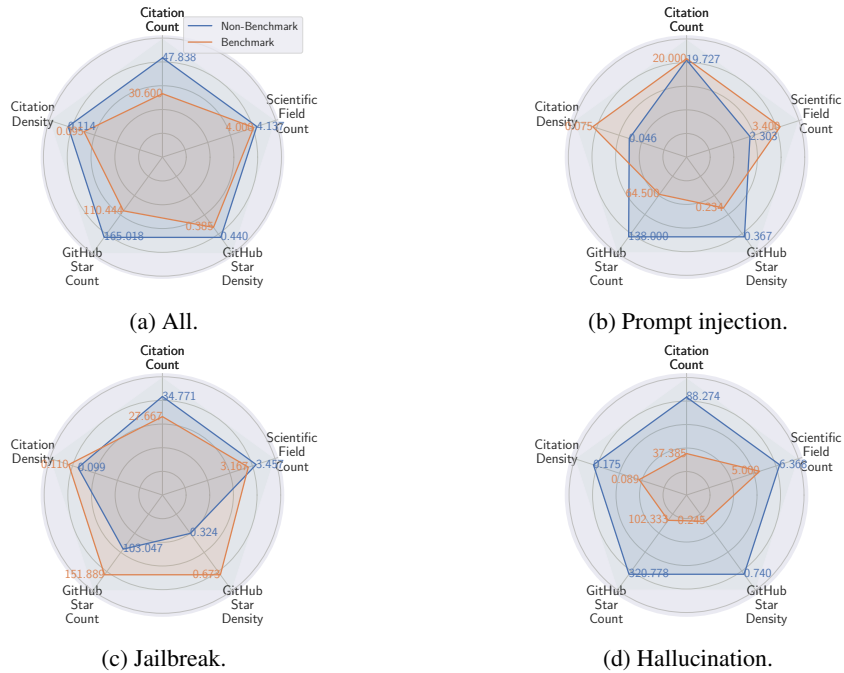 Citation
Count
Non-Benchmark
Benchmark
47.838
30.600
Citation
Density
0.114
0.095
Scientific
Field
Count
4.000
4.137
110.444
165.018
0.385
0.440
GitHub
Star
Count
GitHub
Star
Density
(a) All.
Citation
Count
20.000
19.727
Citation
Density
0.075
0.046
Scientific
Field
Count
3.400
2.303
64.500
138.000
0.234
0.367
GitHub
Star
Count
GitHub
Star
Density
(b) Prompt injection.
Citation
Count
34.771
27.667
Citation
Density
0.110
0.099
Scientific
Field
Count
3.167
3.457
103.047
151.889
0.324
0.673
GitHub
Star
Count
GitHub
Star
Density
(c) Jailbreak.
Citation
Count
88.274
37.385
Citation
Density
0.175
0.089
Scientific
Field
Count
5.000
6.368
102.333
320.778
0.245
0.740
GitHub
Star
Count
GitHub
Star
Density
(d) Hallucination.